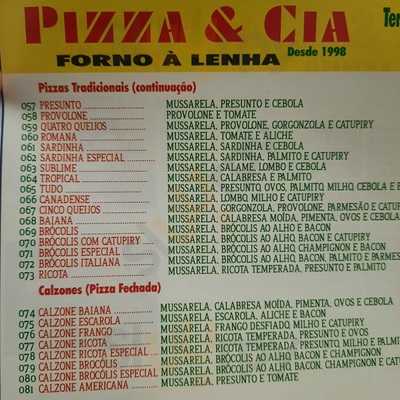 PIZZA & CIA
FORNO À LENHA Desde 1998
Pizzas Tradicionais (continuação)
057 PRESUNTO .......... MUSSARELA, PRESUNTO E CEBOLA
058 PROVOLONE .......... PROVOLONE E TOMATE
059 QUATRO QUEIJOS .......... MUSSARELA, PROVOLONE, GORGONZOLA E CATUPIRY
060 ROMANA .......... MUSSARELA, TOMATE E ALICHE
061 SARDINHA .......... MUSSARELA, SARDINHA E CEBOLA
062 SARDINHA ESPECIAL .......... MUSSARELA, SARDINHA, PALMITO E CATUPIRY
063 SUBLIME .......... MUSSARELA, SALAME, LOMBO E CEBOLA
064 TROPICAL .......... MUSSARELA, CALABRESA E PALMITO
065 TUDO .......... MUSSARELA, PRESUNTO, OVOS, PALMITO, MILHO, CEBOLA E
066 CANADENSE .......... MUSSARELA, LOMBO, MILHO E CATUPIRY
067 CINCO QUEIJOS .......... MUSSARELA, GORGONZOLA, PROVOLONE, PARMESÃO E
068 BAIANA .......... MUSSARELA, CALABRESA MOÍDA, PIMENTA, OVOS E CEBOLA
069 BRÓCOLIS .......... MUSSARELA, BRÓCOLIS AO ALHO E BACON
070 BRÓCOLIS COM CATUPIRY ... MUSSARELA, BRÓCOLIS AO ALHO, BACON E CATUPIRY
071 BRÓCOLIS ESPECIAL .......... MUSSARELA, BRÓCOLIS AO ALHO, CHAMPIGNON E BACON
072 BRÓCOLIS ITALIANA .......... MUSSARELA, BRÓCOLIS AO ALHO, BACON, PALMITO E
073 RICOTA .......... MUSSARELA, RICOTA TEMPERADA, PRESUNTO E PALMITO
Calzones (Pizza Fechada)
074 CALZONE BAIANA .......... MUSSARELA, CALABRESA MOÍDA, PIMENTA, OVOS E CEBOLA
075 CALZONE ESCAROLA .......... MUSSARELA, ESCAROLA, ALICHE E BACON
076 CALZONE FRANGO .......... MUSSARELA, FRANGO DESFIADO, MILHO E CATUPIRY
077 CALZONE RICOTA .......... MUSSARELA, RICOTA TEMPERADA, PRESUNTO E OVOS
078 CALZONE RICOTA ESPECIAL ... MUSSARELA, RICOTA TEMPERADA, PRESUNTO, MILHO E
079 CALZONE BRÓCOLIS .......... MUSSARELA, BRÓCOLIS AO ALHO, BACON E CHAMPIGNON
080 CALZONE BRÓCOLIS ESPECIAL ... MUSSARELA, BRÓCOLIS AO ALHO, BACON, CHAMPIGNON E
081 CALZONE AMERICANA .......... MUSSARELA, PRESUNTO E TOMATE